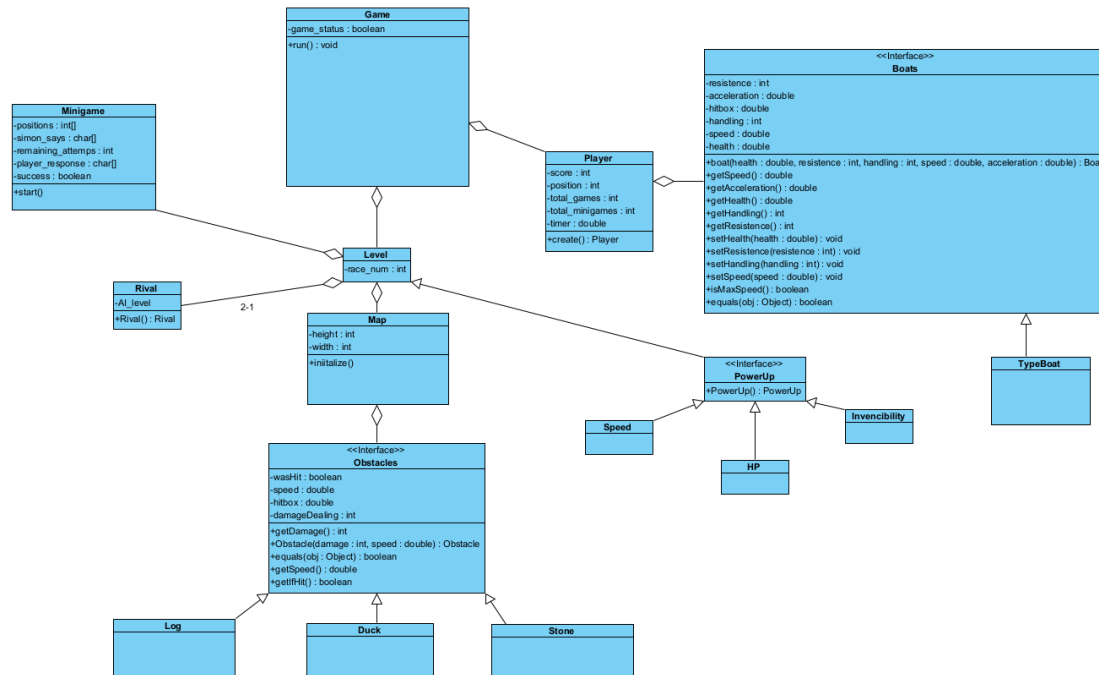 Game
-game_status : boolean
+run() : void
<<Interface>>
Boats
-resistence : int
-acceleration : double
-hitbox : double
-handling : int
-speed : double
-health : double
+boat(health : double, resistence : int, handling : int, speed : double, acceleration : double) : Boa
+getSpeed() : double
+getAcceleration() : double
+getHealth() : double
+getHandling() : int
+getResistence() : int
+setHealth(health : double) : void
+setResistence(resistence : int) : void
+setHandling(handling : int) : void
+setSpeed(speed : double) : void
+isMaxSpeed() : boolean
+equals(obj : Object) : boolean
Minigame
-positions : int[]
-simon_says : char[]
-remaining_attemps : int
-player_response : char[]
-success : boolean
+start()
Player
-score : int
-position : int
-total_games : int
-total_minigames : int
-timer : double
+create() : Player
Level
-race_num : int
Rival
-AI_level
+Rival() : Rival
2-1
Map
-height : int
-width : int
+iniitalize()
<<Interface>>
PowerUp
+PowerUp() : PowerUp
TypeBoat
Speed
HP
Invencibility
<<Interface>>
Obstacles
-wasHit : boolean
-speed : double
-hitbox : double
-damageDealing : int
+getDamage() : int
+Obstacle(damage : int, speed : double) : Obstacle
+equals(obj : Object) : boolean
+getSpeed() : double
+getIfHit() : boolean
Log
Duck
Stone